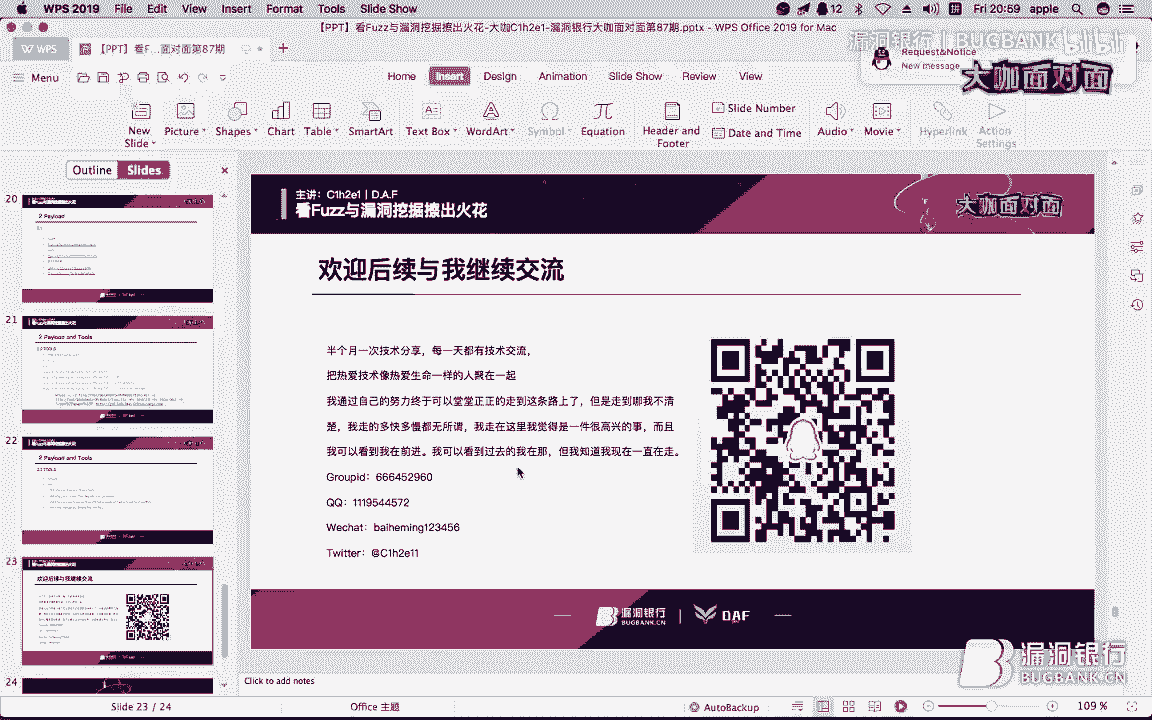 WPS 2019 File Edit View Insert Format Tools Slide Show
12 拼 Fri 20:59 apple
【PPT】看Fuzz与漏洞挖掘擦出火花-大咖C1h2e1-漏洞银行大咖面对面第87期.pptx - WPS Office 2019 for Mac
WPS 【PPT】看F...面对面第87期
漏洞银行 | BUGBANK bilibili
Request&Notice
New message
大咖面对面
Menu
Home Insert Design Animation Slide Show Review View
New Slide Picture Shapes Chart Table SmartArt Text Box WordArt Symbol Equation Header and Footer Slide Number Date and Time Audio Movie Hyperlink Action Settings
Outline Slides
20
2 Payload
21
2 Payload and Tools
22
2 Payload and Tools
23
欢迎后续与我继续交流
24
主讲：C1h2e1 | D.A.F
看Fuzz与漏洞挖掘擦出火花
大咖面对面
欢迎后续与我继续交流
半个月一次技术分享，每一天都有技术交流，
把热爱技术像热爱生命一样的人聚在一起
我通过自己的努力终于可以堂堂正正的走到这条路上了，但是走到哪我不清
楚，我走的多快多慢都无所谓，我走在这里我觉得是一件很高兴的事，而且
我可以看到我在前进。我可以看到过去的我在那，但我知道我现在一直在走。
Groupid：666452960
QQ：1119544572
Wechat：baiheming123456
Twitter：@C1h2e11
漏洞银行 BUGBANK.CN | DAF
漏洞银行
BUGBANK.CN
Click to add notes
Slide 23 / 24 Office 主题 AutoBackup 109 %